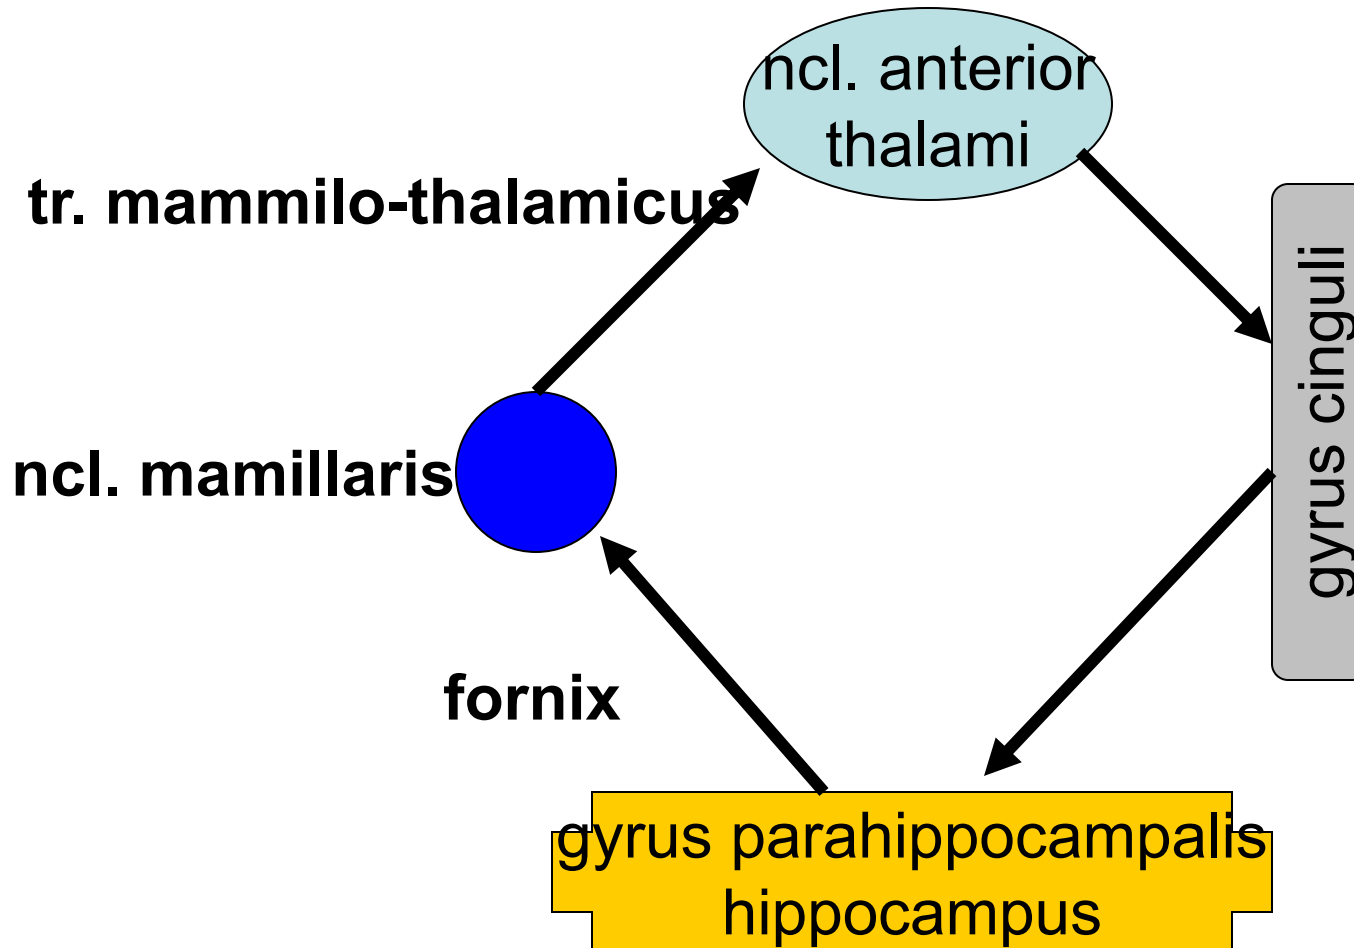 ncl. anterior
thalami
tr. mammilo-thalamicus
gyrus cinguli
ncl. mamillaris
fornix
gyrus parahippocampalis
hippocampus